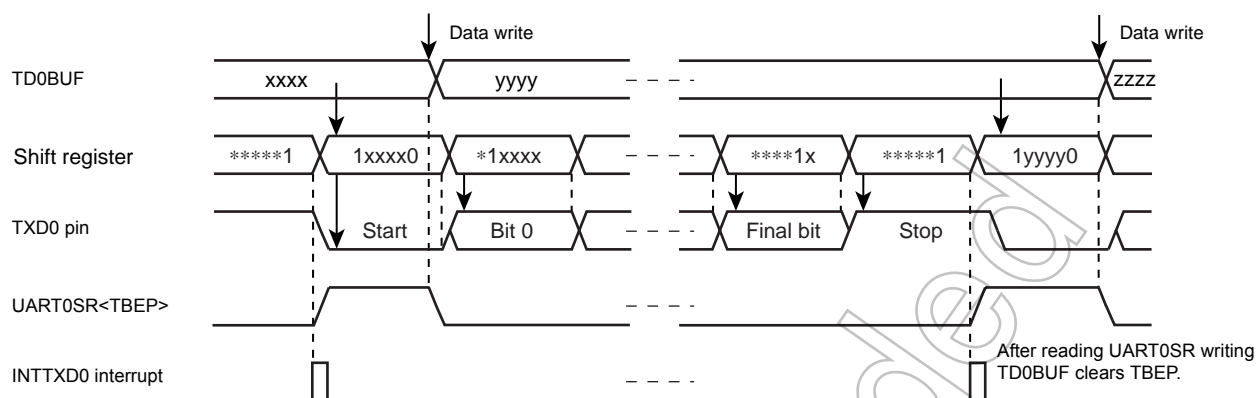 Data write Data write
TD0BUF xxxx yyyy zzzz
Shift register *****1 1xxxx0 *1xxxx ****1x *****1 1yyyy0
TXD0 pin Start Bit 0 Final bit Stop
UART0SR<TBEP>
After reading UART0SR writing
INTTXD0 interrupt TD0BUF clears TBEP.
ded